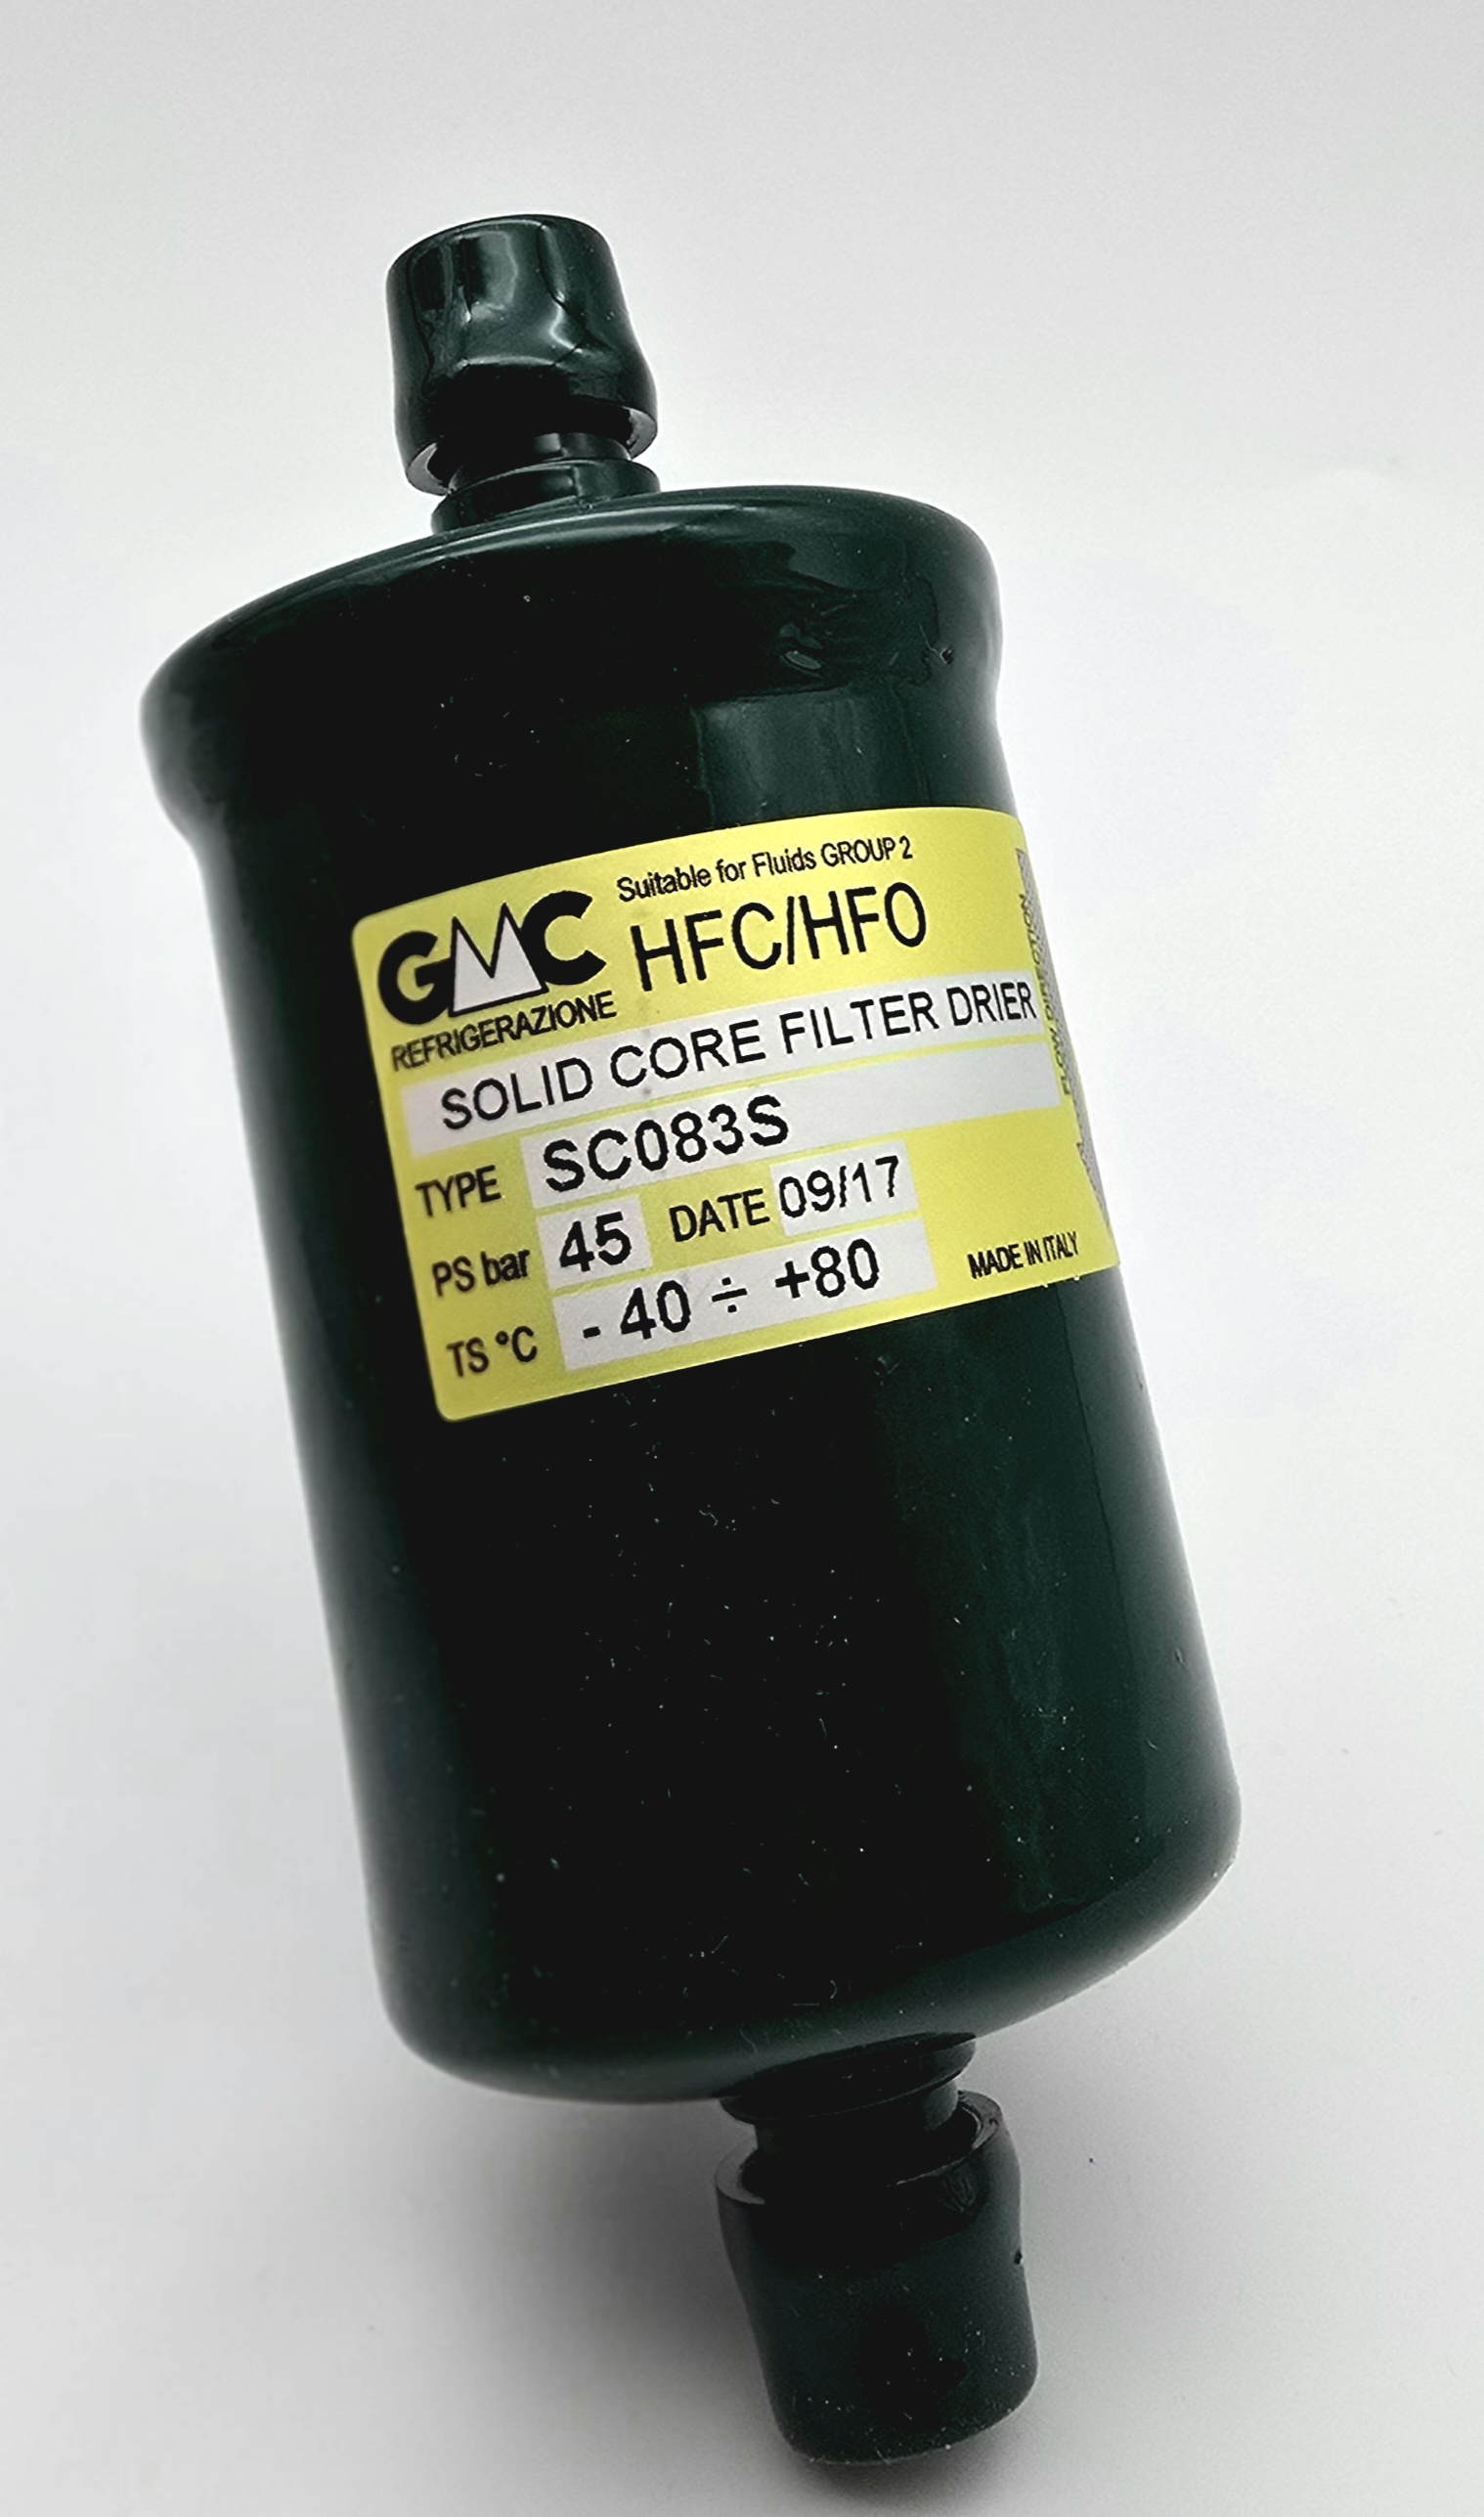 GMC
REFRIGERAZIONE
Suitable for Fluids GROUP 2
HFC/HFO
SOLID CORE FILTER DRIER
TYPE SC083S
PS bar 45 DATE 09/17
TS °C - 40 ÷ +80
MADE IN ITALY
FLOW DIRECTION